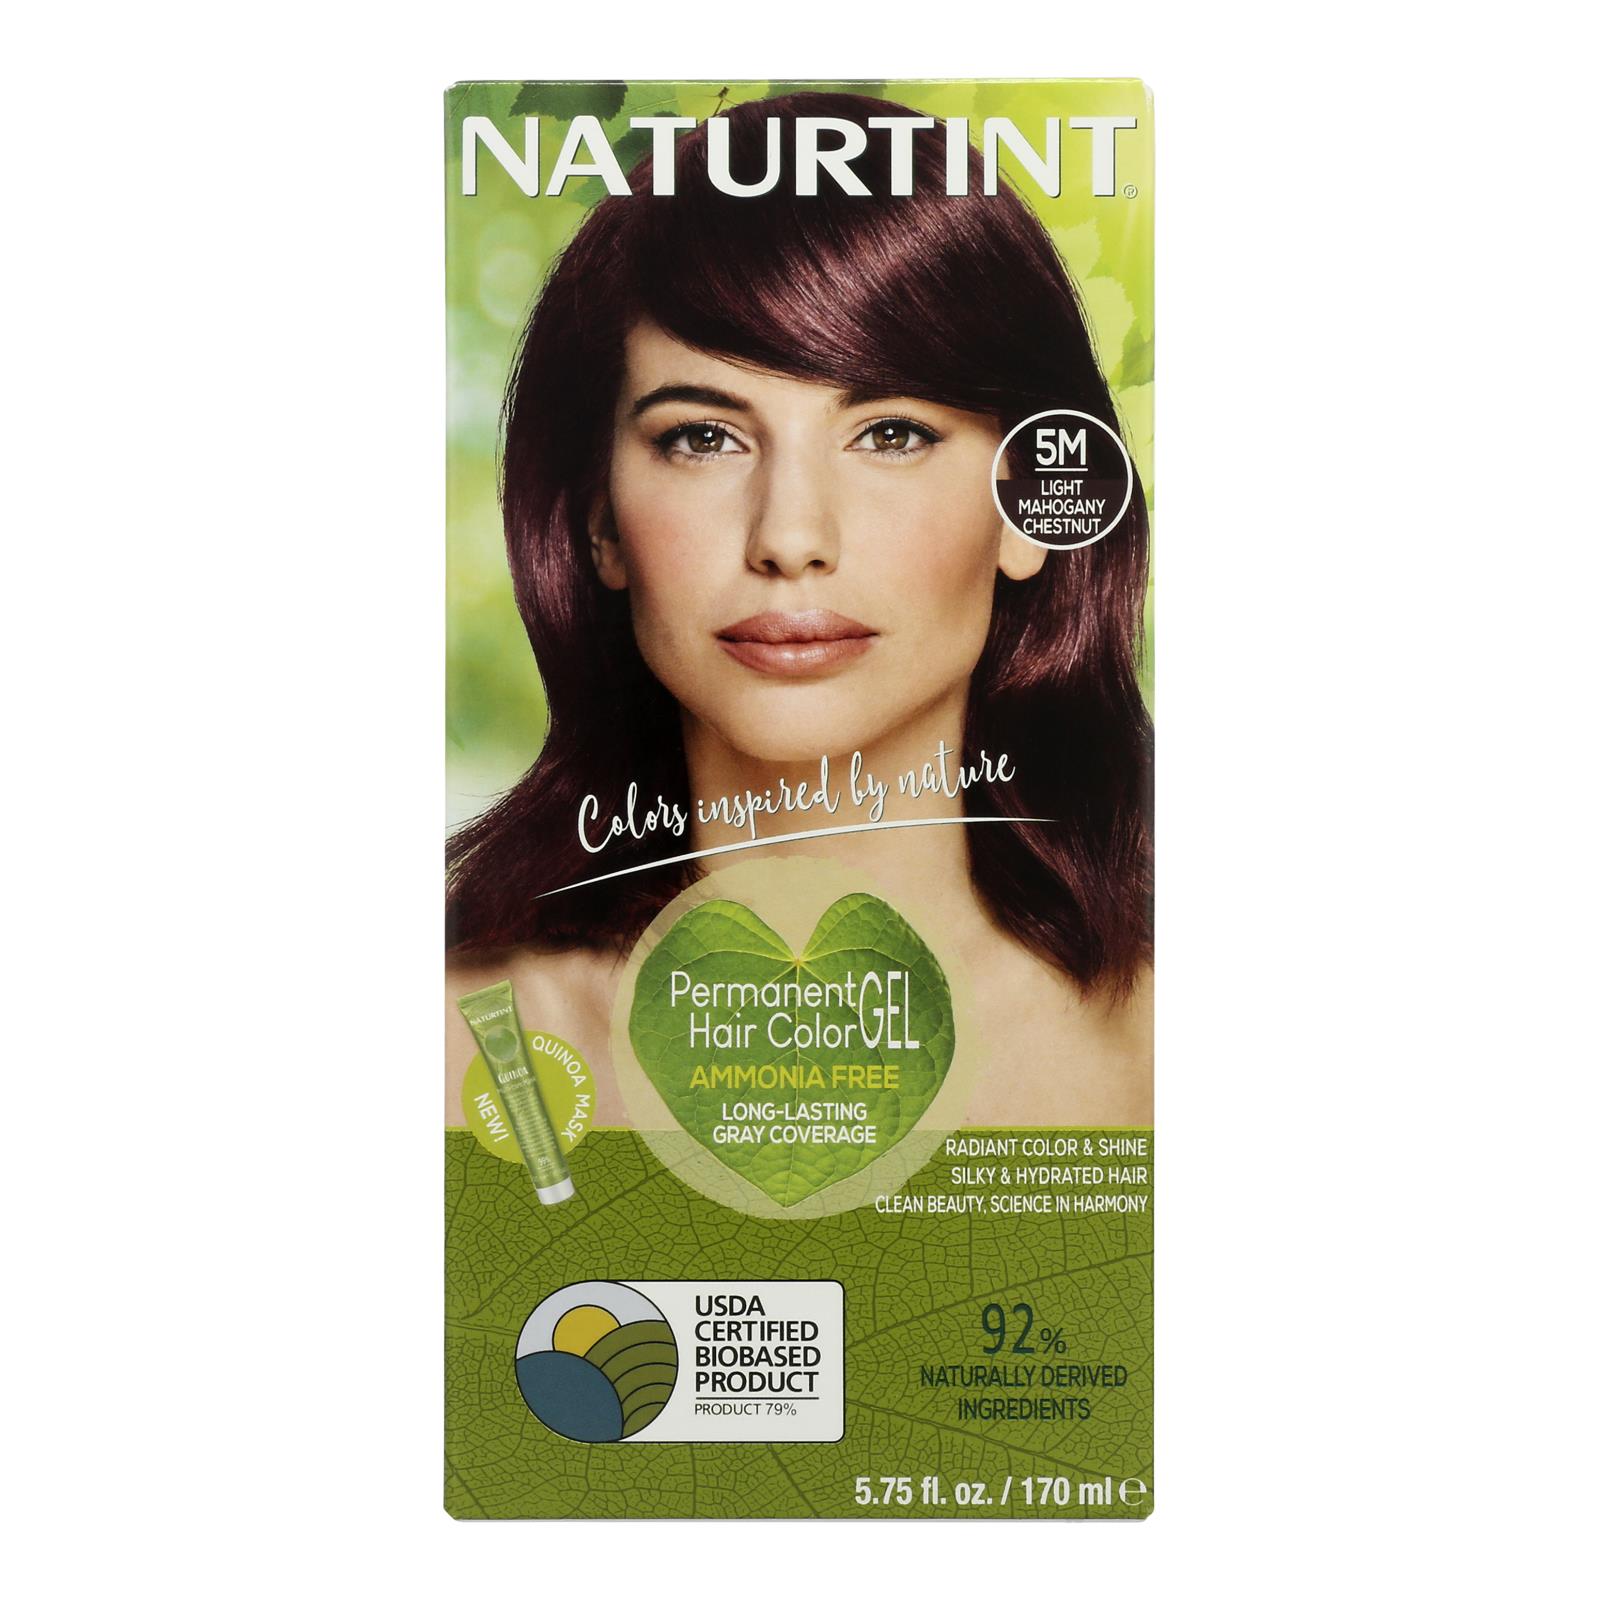 NATURTINT®
5M
LIGHT
MAHOGANY
CHESTNUT
Colors inspired by nature
Permanent
Hair Color GEL
AMMONIA FREE
LONG-LASTING
GRAY COVERAGE
NATURTINT
QUINOA
QUINOA MASK
NEW!
RADIANT COLOR & SHINE
SILKY & HYDRATED HAIR
CLEAN BEAUTY, SCIENCE IN HARMONY
USDA
CERTIFIED
BIOBASED
PRODUCT
PRODUCT 79%
92%
NATURALLY DERIVED
INGREDIENTS
5.75 fl. oz. / 170 ml ℮